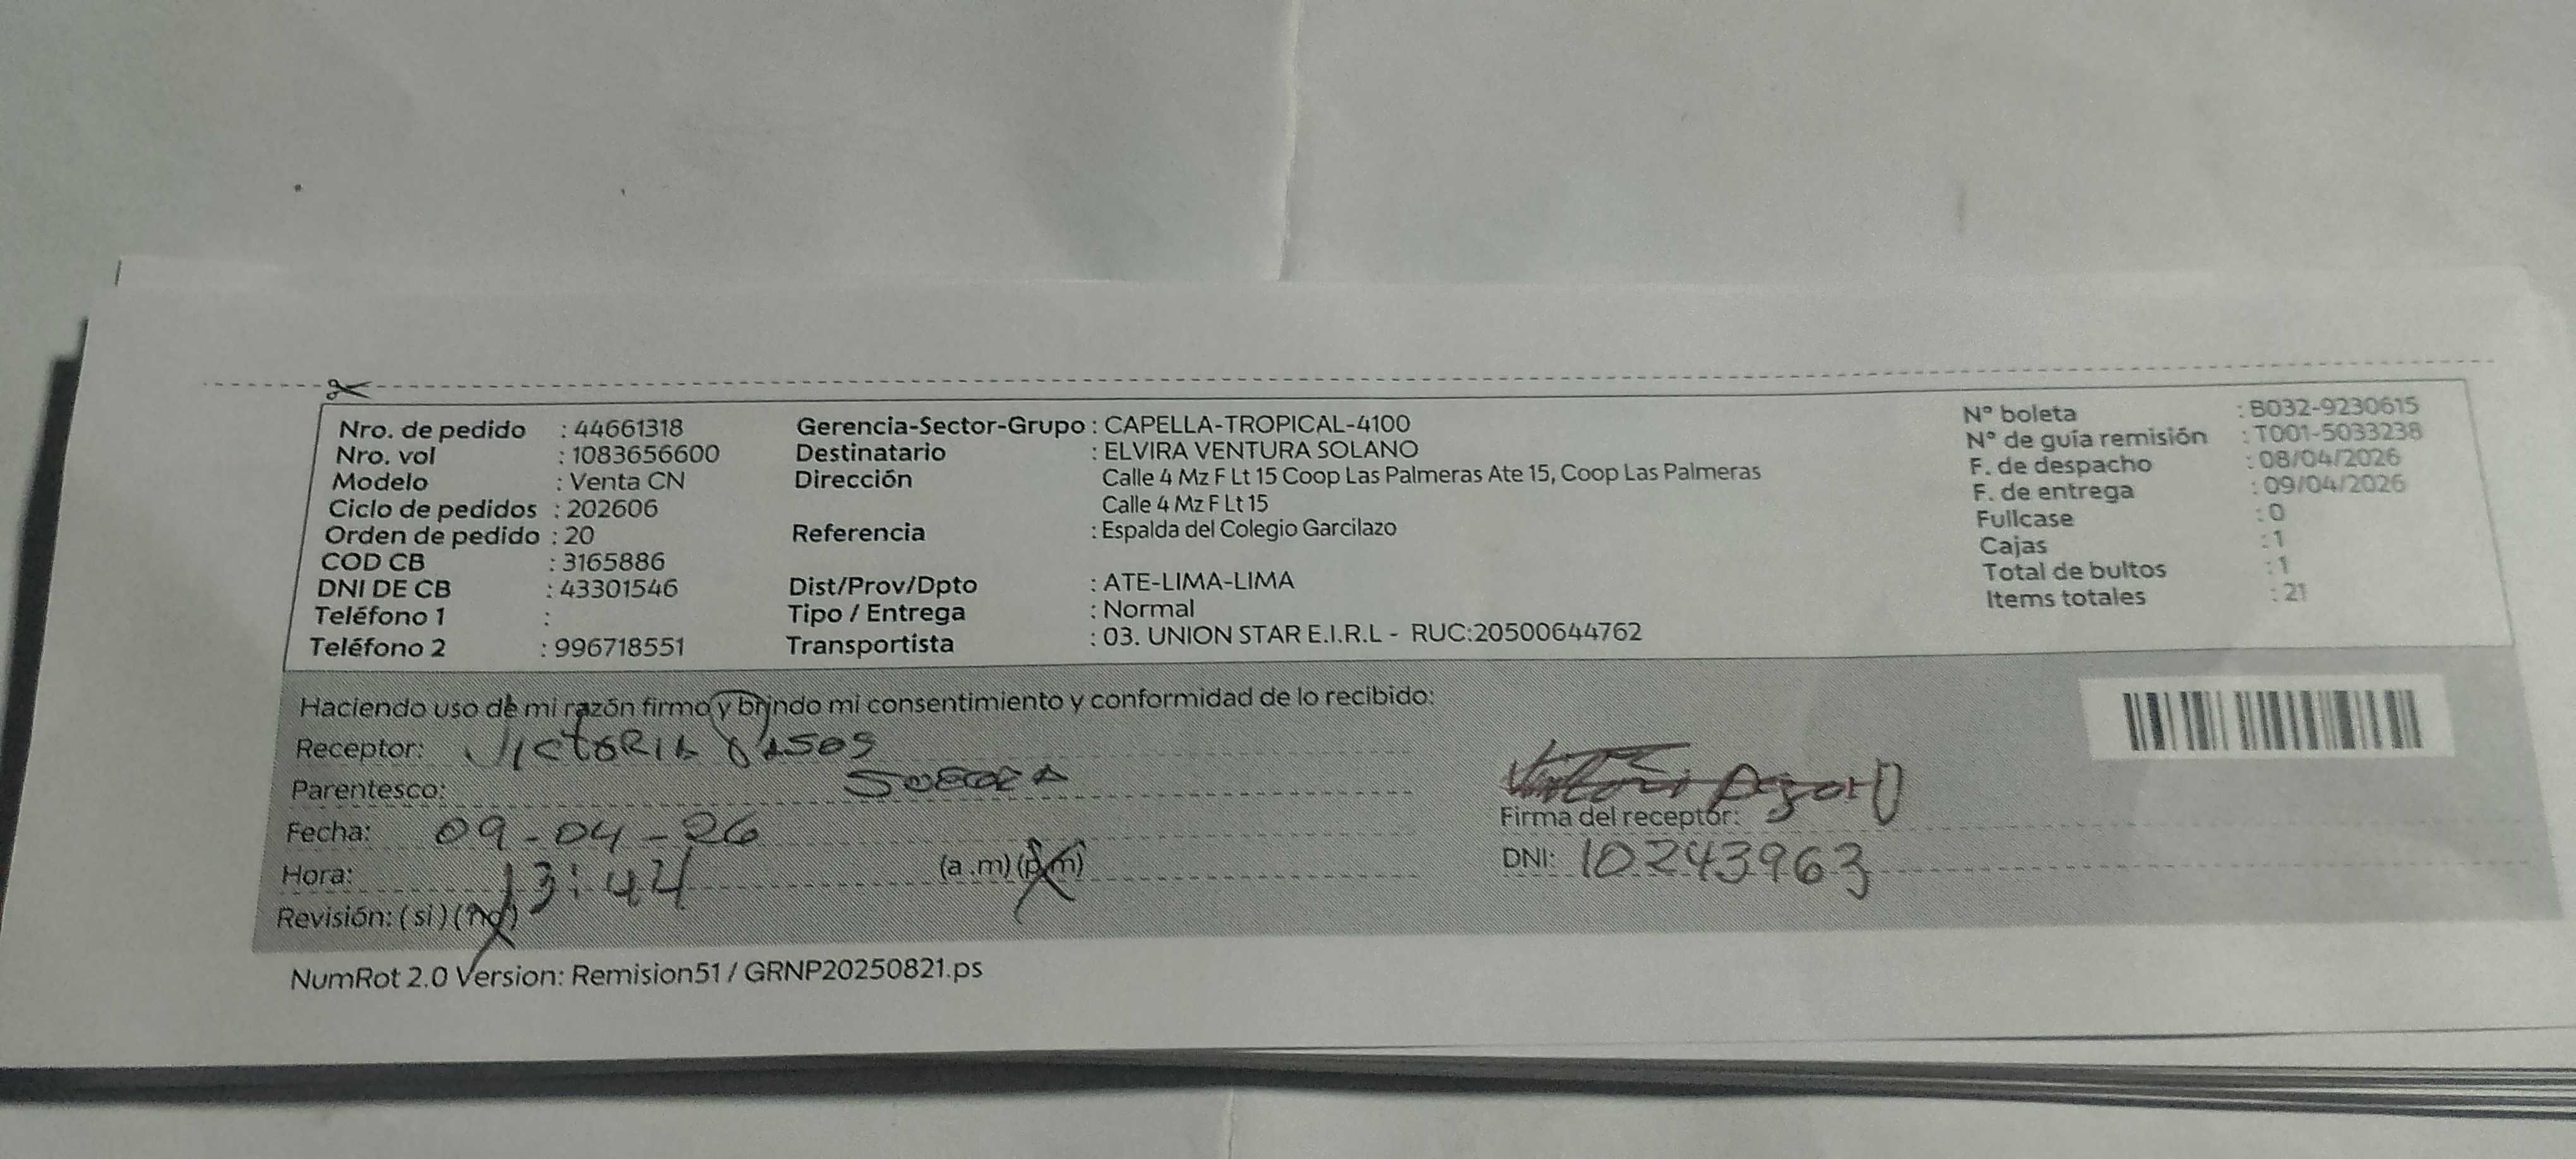 Nro. de pedido : 44661318
Nro. vol : 1083656600
Modelo : Venta CN
Ciclo de pedidos : 202606
Orden de pedido : 20
COD CB : 3165886
DNI DE CB : 43301546
Teléfono 1 :
Teléfono 2 : 996718551
Gerencia-Sector-Grupo : CAPELLA-TROPICAL-4100
Destinatario : ELVIRA VENTURA SOLANO
Dirección Calle 4 Mz F Lt 15 Coop Las Palmeras Ate 15, Coop Las Palmeras
Calle 4 Mz F Lt 15
Referencia : Espalda del Colegio Garcilazo
Dist/Prov/Dpto : ATE-LIMA-LIMA
Tipo / Entrega : Normal
Transportista : 03. UNION STAR E.I.R.L - RUC:20500644762
N° boleta : B032-9230615
N° de guía remisión : T001-5033238
F. de despacho : 08/04/2026
F. de entrega : 09/04/2026
Fullcase : 0
Cajas : 1
Total de bultos : 1
Items totales : 21
Haciendo uso de mi razón firmo y brindo mi consentimiento y conformidad de lo recibido:
Receptor: VICTORIA
Parentesco: SUEGRA
Fecha: 09-04-26
Hora: 13:44 (a.m) (p.m)
Revisión: (si) (no)
Firma del receptor:
DNI: 10243963
NumRot 2.0 Version: Remision51 / GRNP20250821.ps